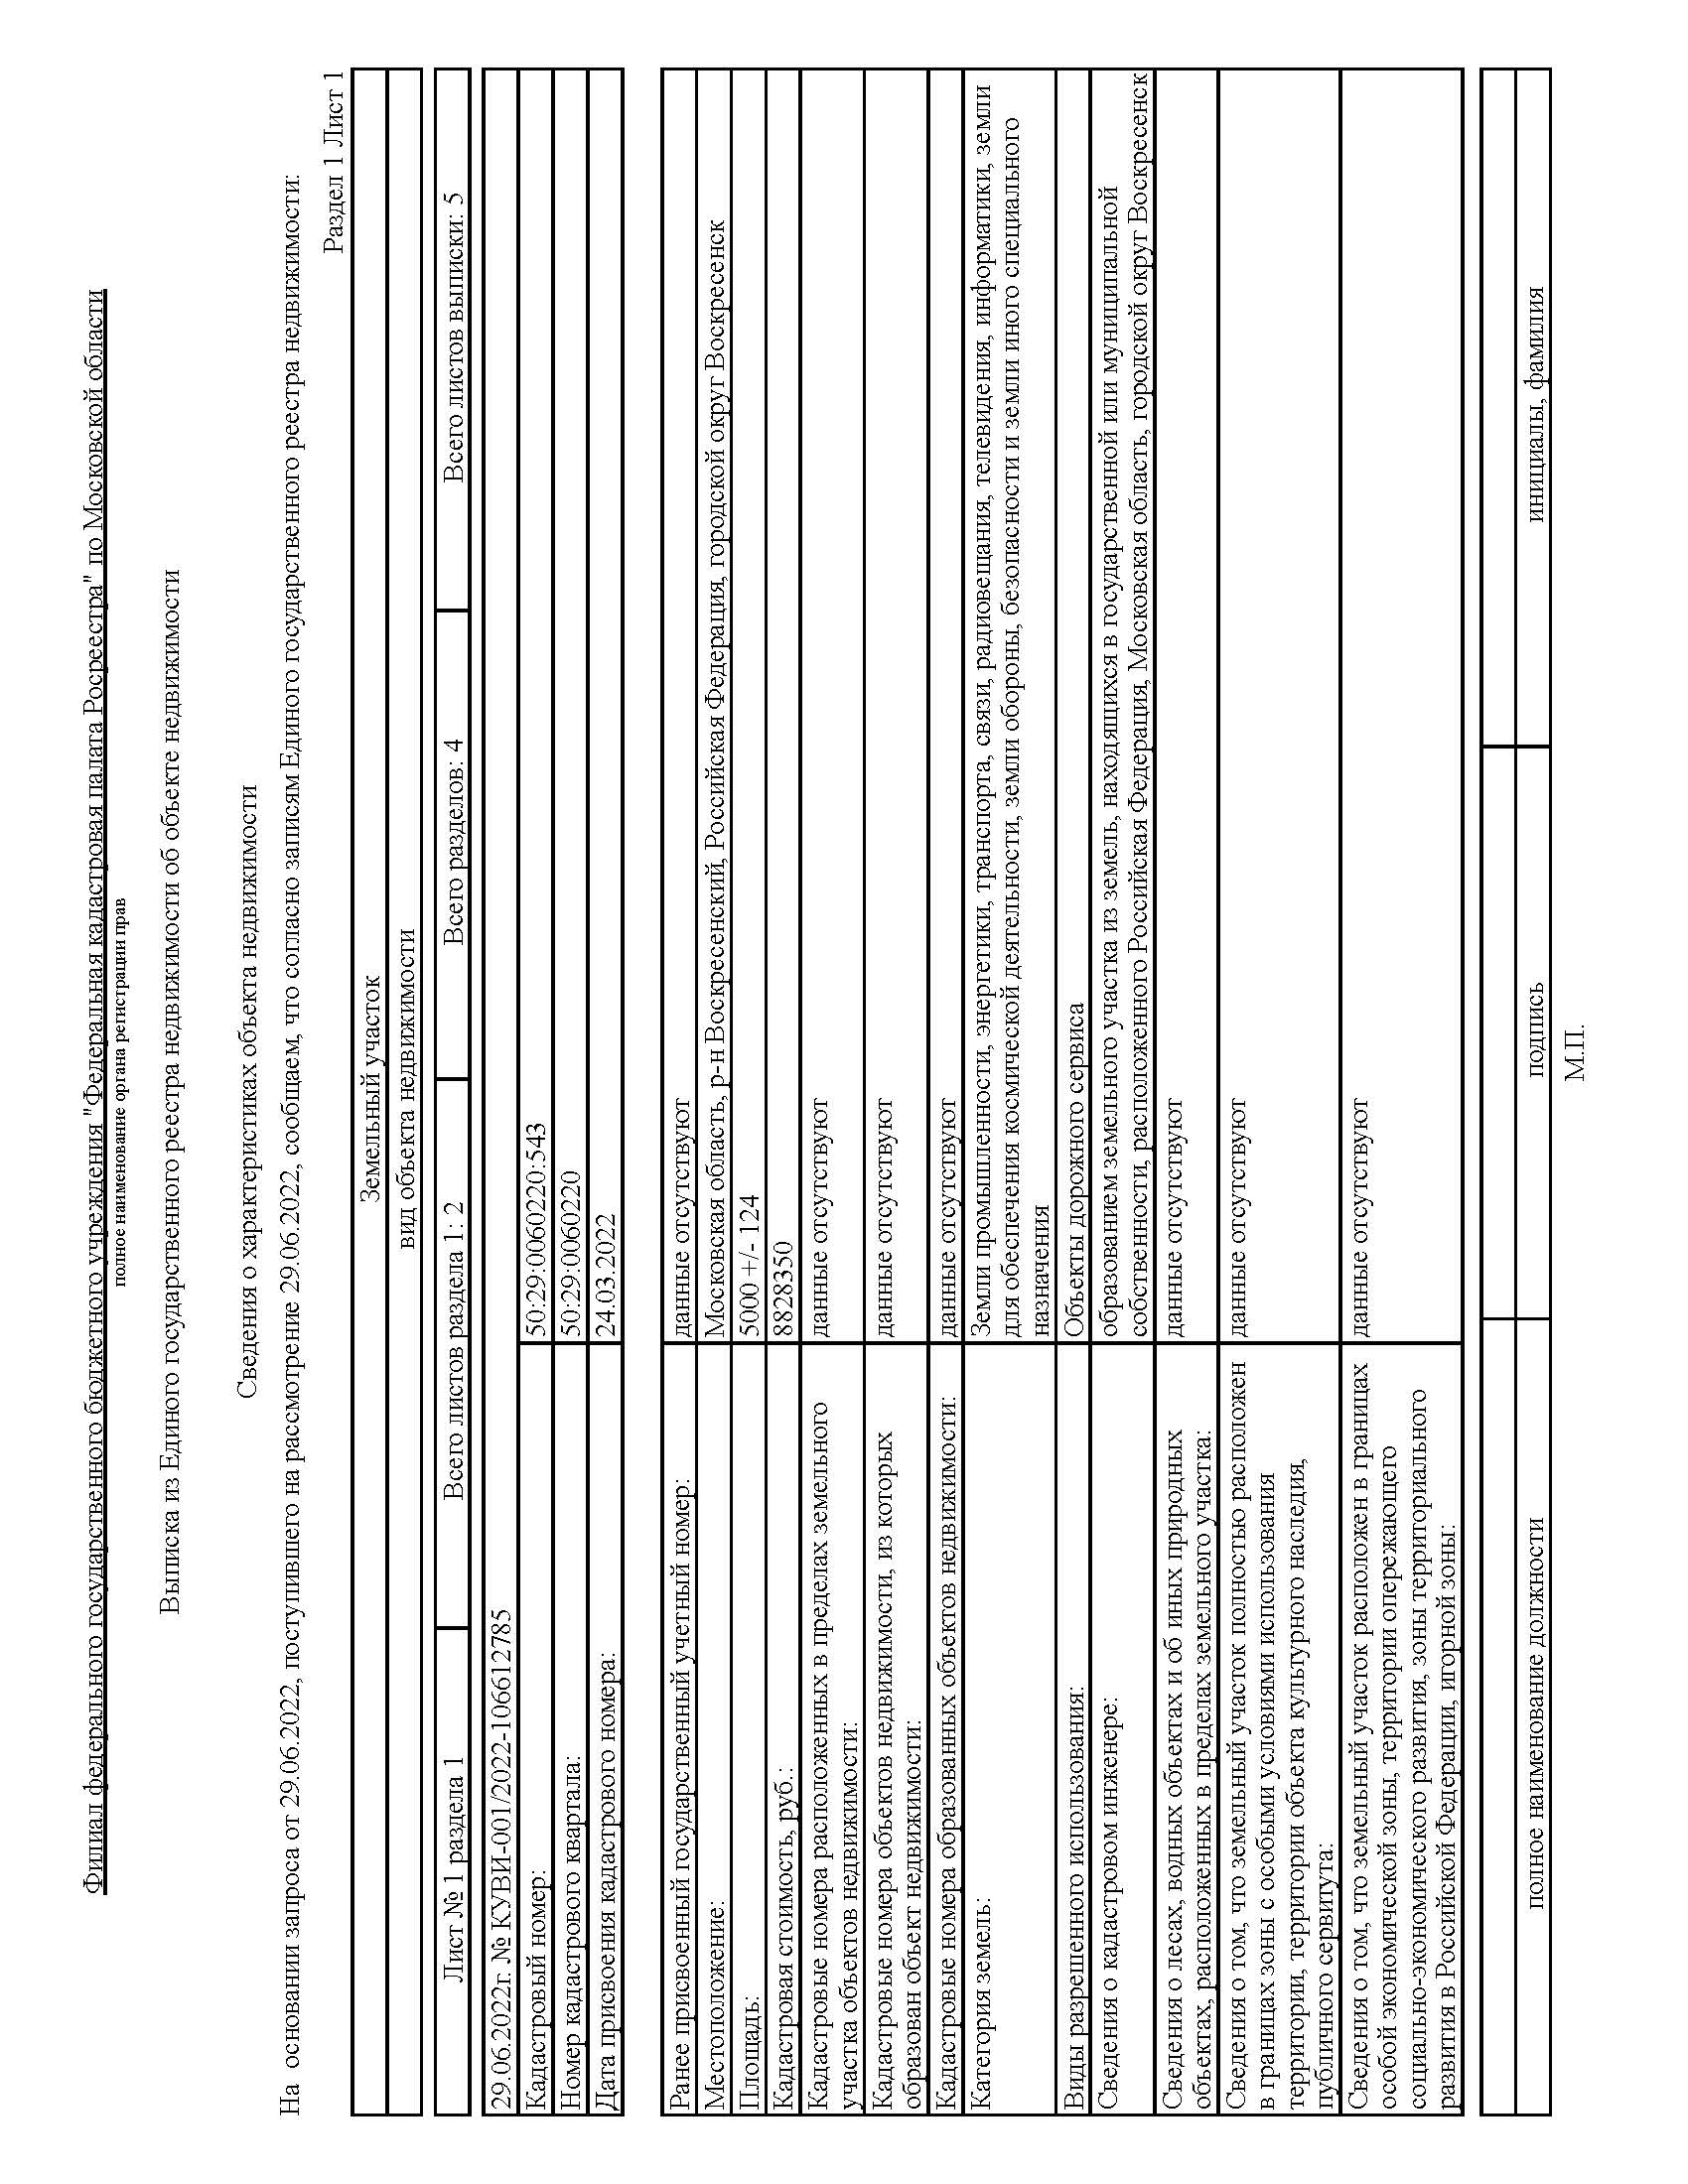 Филиал федерального государственного бюджетного учреждения "Федеральная кадастровая палата Росреестра" по Московской области
полное наименование органа регистрации прав
Выписка из Единого государственного реестра недвижимости об объекте недвижимости
Сведения о характеристиках объекта недвижимости
На основании запроса от 29.06.2022, поступившего на рассмотрение 29.06.2022, сообщаем, что согласно записям Единого государственного реестра недвижимости:
Раздел 1 Лист 1
Земельный участок
вид объекта недвижимости
Лист № 1 раздела 1 Всего листов раздела 1: 2 Всего разделов: 4 Всего листов выписки: 5
29.06.2022г. № КУВИ-001/2022-106612785
Кадастровый номер: 50:29:0060220:543
Номер кадастрового квартала: 50:29:0060220
Дата присвоения кадастрового номера: 24.03.2022
Ранее присвоенный государственный учетный номер: данные отсутствуют
Местоположение: Московская область, р-н Воскресенский, Российская Федерация, городской округ Воскресенск
Площадь: 5000 +/- 124
Кадастровая стоимость, руб.: 8828350
Кадастровые номера расположенных в пределах земельного данные отсутствуют
участка объектов недвижимости:
Кадастровые номера объектов недвижимости, из которых данные отсутствуют
образован объект недвижимости:
Кадастровые номера образованных объектов недвижимости: данные отсутствуют
Категория земель: Земли промышленности, энергетики, транспорта, связи, радиовещания, телевидения, информатики, земли
для обеспечения космической деятельности, земли обороны, безопасности и земли иного специального
назначения
Виды разрешенного использования: Объекты дорожного сервиса
Сведения о кадастровом инженере: образованием земельного участка из земель, находящихся в государственной или муниципальной
собственности, расположенного Российская Федерация, Московская область, городской округ Воскресенск
Сведения о лесах, водных объектах и об иных природных данные отсутствуют
объектах, расположенных в пределах земельного участка:
Сведения о том, что земельный участок полностью расположен данные отсутствуют
в границах зоны с особыми условиями использования
территории, территории объекта культурного наследия,
публичного сервитута:
Сведения о том, что земельный участок расположен в границах данные отсутствуют
особой экономической зоны, территории опережающего
социально-экономического развития, зоны территориального
развития в Российской Федерации, игорной зоны:
полное наименование должности подпись инициалы, фамилия
М.П.